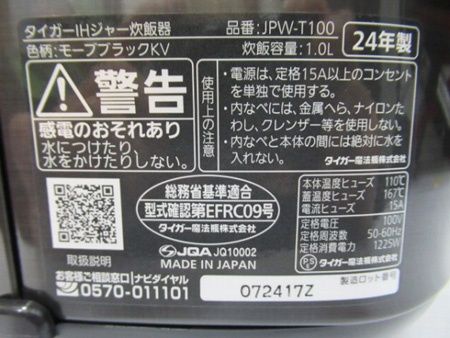 タイガーIHジャー炊飯器 品番:JPW-T100
色柄:モーブブラックKV 炊飯容量:1.0L 24年製
警告
感電のおそれあり
水につけたり、
水をかけたりしない。
使用上の注意
・電源は、定格15A以上のコンセント
を単独で使用する。
・内なべには、金属へら、ナイロンた
わし、クレンザー等を使用しない。
・内なべと本体の間には絶対に水を
入れない。
タイガー魔法瓶株式会社
取扱説明
総務省基準適合
型式確認第EFRC09号
タイガー魔法瓶株式会社
JQA JQ10002
MADE IN JAPAN
お客様ご相談窓口 ナビダイヤル
0570-011101
本体温度ヒューズ 110℃
蓋温度ヒューズ 167℃
電流ヒューズ 15A
定格電圧 100V
定格周波数 50-60Hz
定格消費電力 1225W
PS タイガー魔法瓶株式会社
072417Z 製造ロット番号